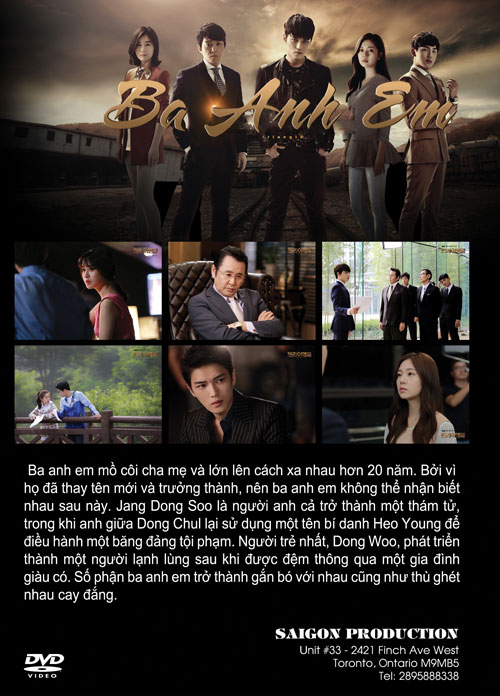 Ba Anh Em
Ba anh em mồ côi cha mẹ và lớn lên cách xa nhau hơn 20 năm. Bởi vì
họ đã thay tên mới và trưởng thành, nên ba anh em không thể nhận biết
nhau sau này. Jang Dong Soo là người anh cả trở thành một thám tử,
trong khi anh giữa Dong Chul lại sử dụng một tên bí danh Heo Young để
điều hành một băng đảng tội phạm. Người trẻ nhất, Dong Woo, phát triển
thành một người lạnh lùng sau khi được đệm thông qua một gia đình
giàu có. Số phận ba anh em trở thành gắn bó với nhau cũng như thù ghét
nhau cay đắng.
SAIGON PRODUCTION
Unit #33 - 2421 Finch Ave West
Toronto, Ontario M9MB5
Tel: 2895888338
DVD
VIDEO